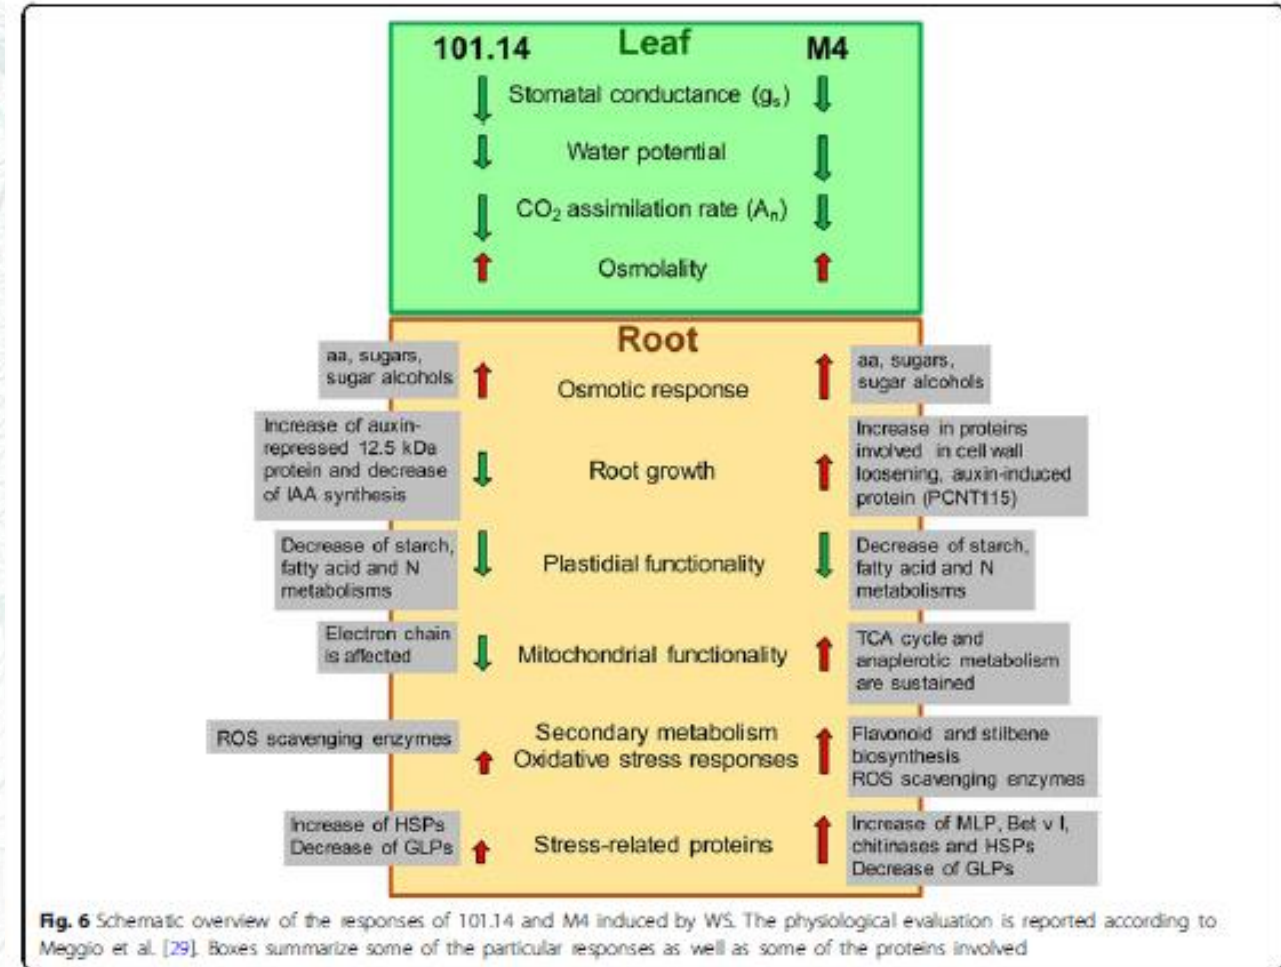 Leaf
101.14
M4
Stomatal conductance (gs)
Water potential
CO2 assimilation rate (An)
Osmolality
Root
aa, sugars,
sugar alcohols
Osmotic response
aa, sugars,
sugar alcohols
Increase of auxin-
repressed 12.5 kDa
protein and decrease
of IAA synthesis
Root growth
Increase in proteins
involved in cell wall
loosening, auxin-induced
protein (PCNT115)
Decrease of starch,
fatty acid and N
metabolisms
Plastidial functionality
Decrease of starch,
fatty acid and N
metabolisms
Electron chain
is affected
Mitochondrial functionality
TCA cycle and
anaplerotic metabolism
are sustained
ROS scavenging enzymes
Secondary metabolism
Oxidative stress responses
Flavonoid and stilbene
biosynthesis
ROS scavenging enzymes
Increase of HSPs
Decrease of GLPs
Stress-related proteins
Increase of MLP, Bet v I,
chitinases and HSPs
Decrease of GLPs
Fig. 6 Schematic overview of the responses of 101.14 and M4 induced by WS. The physiological evaluation is reported according to
Meggio et al. [29]. Boxes summarize some of the particular responses as well as some of the proteins involved